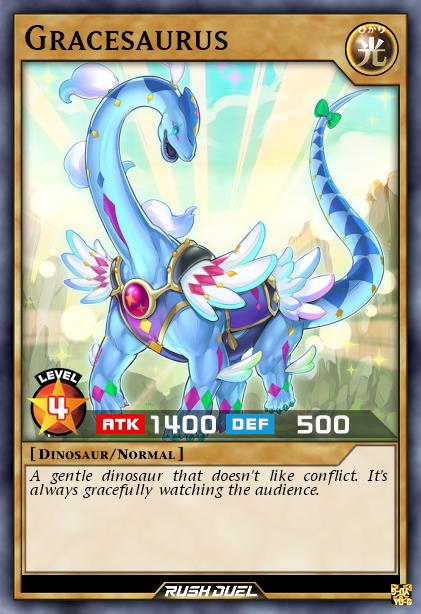 Gracesaurus
ひかり
光
LEVEL
4
ATK 1400 DEF 500
[ Dinosaur/Normal ]
A gentle dinosaur that doesn't like conflict. It's
always gracefully watching the audience.
RUSH DUEL